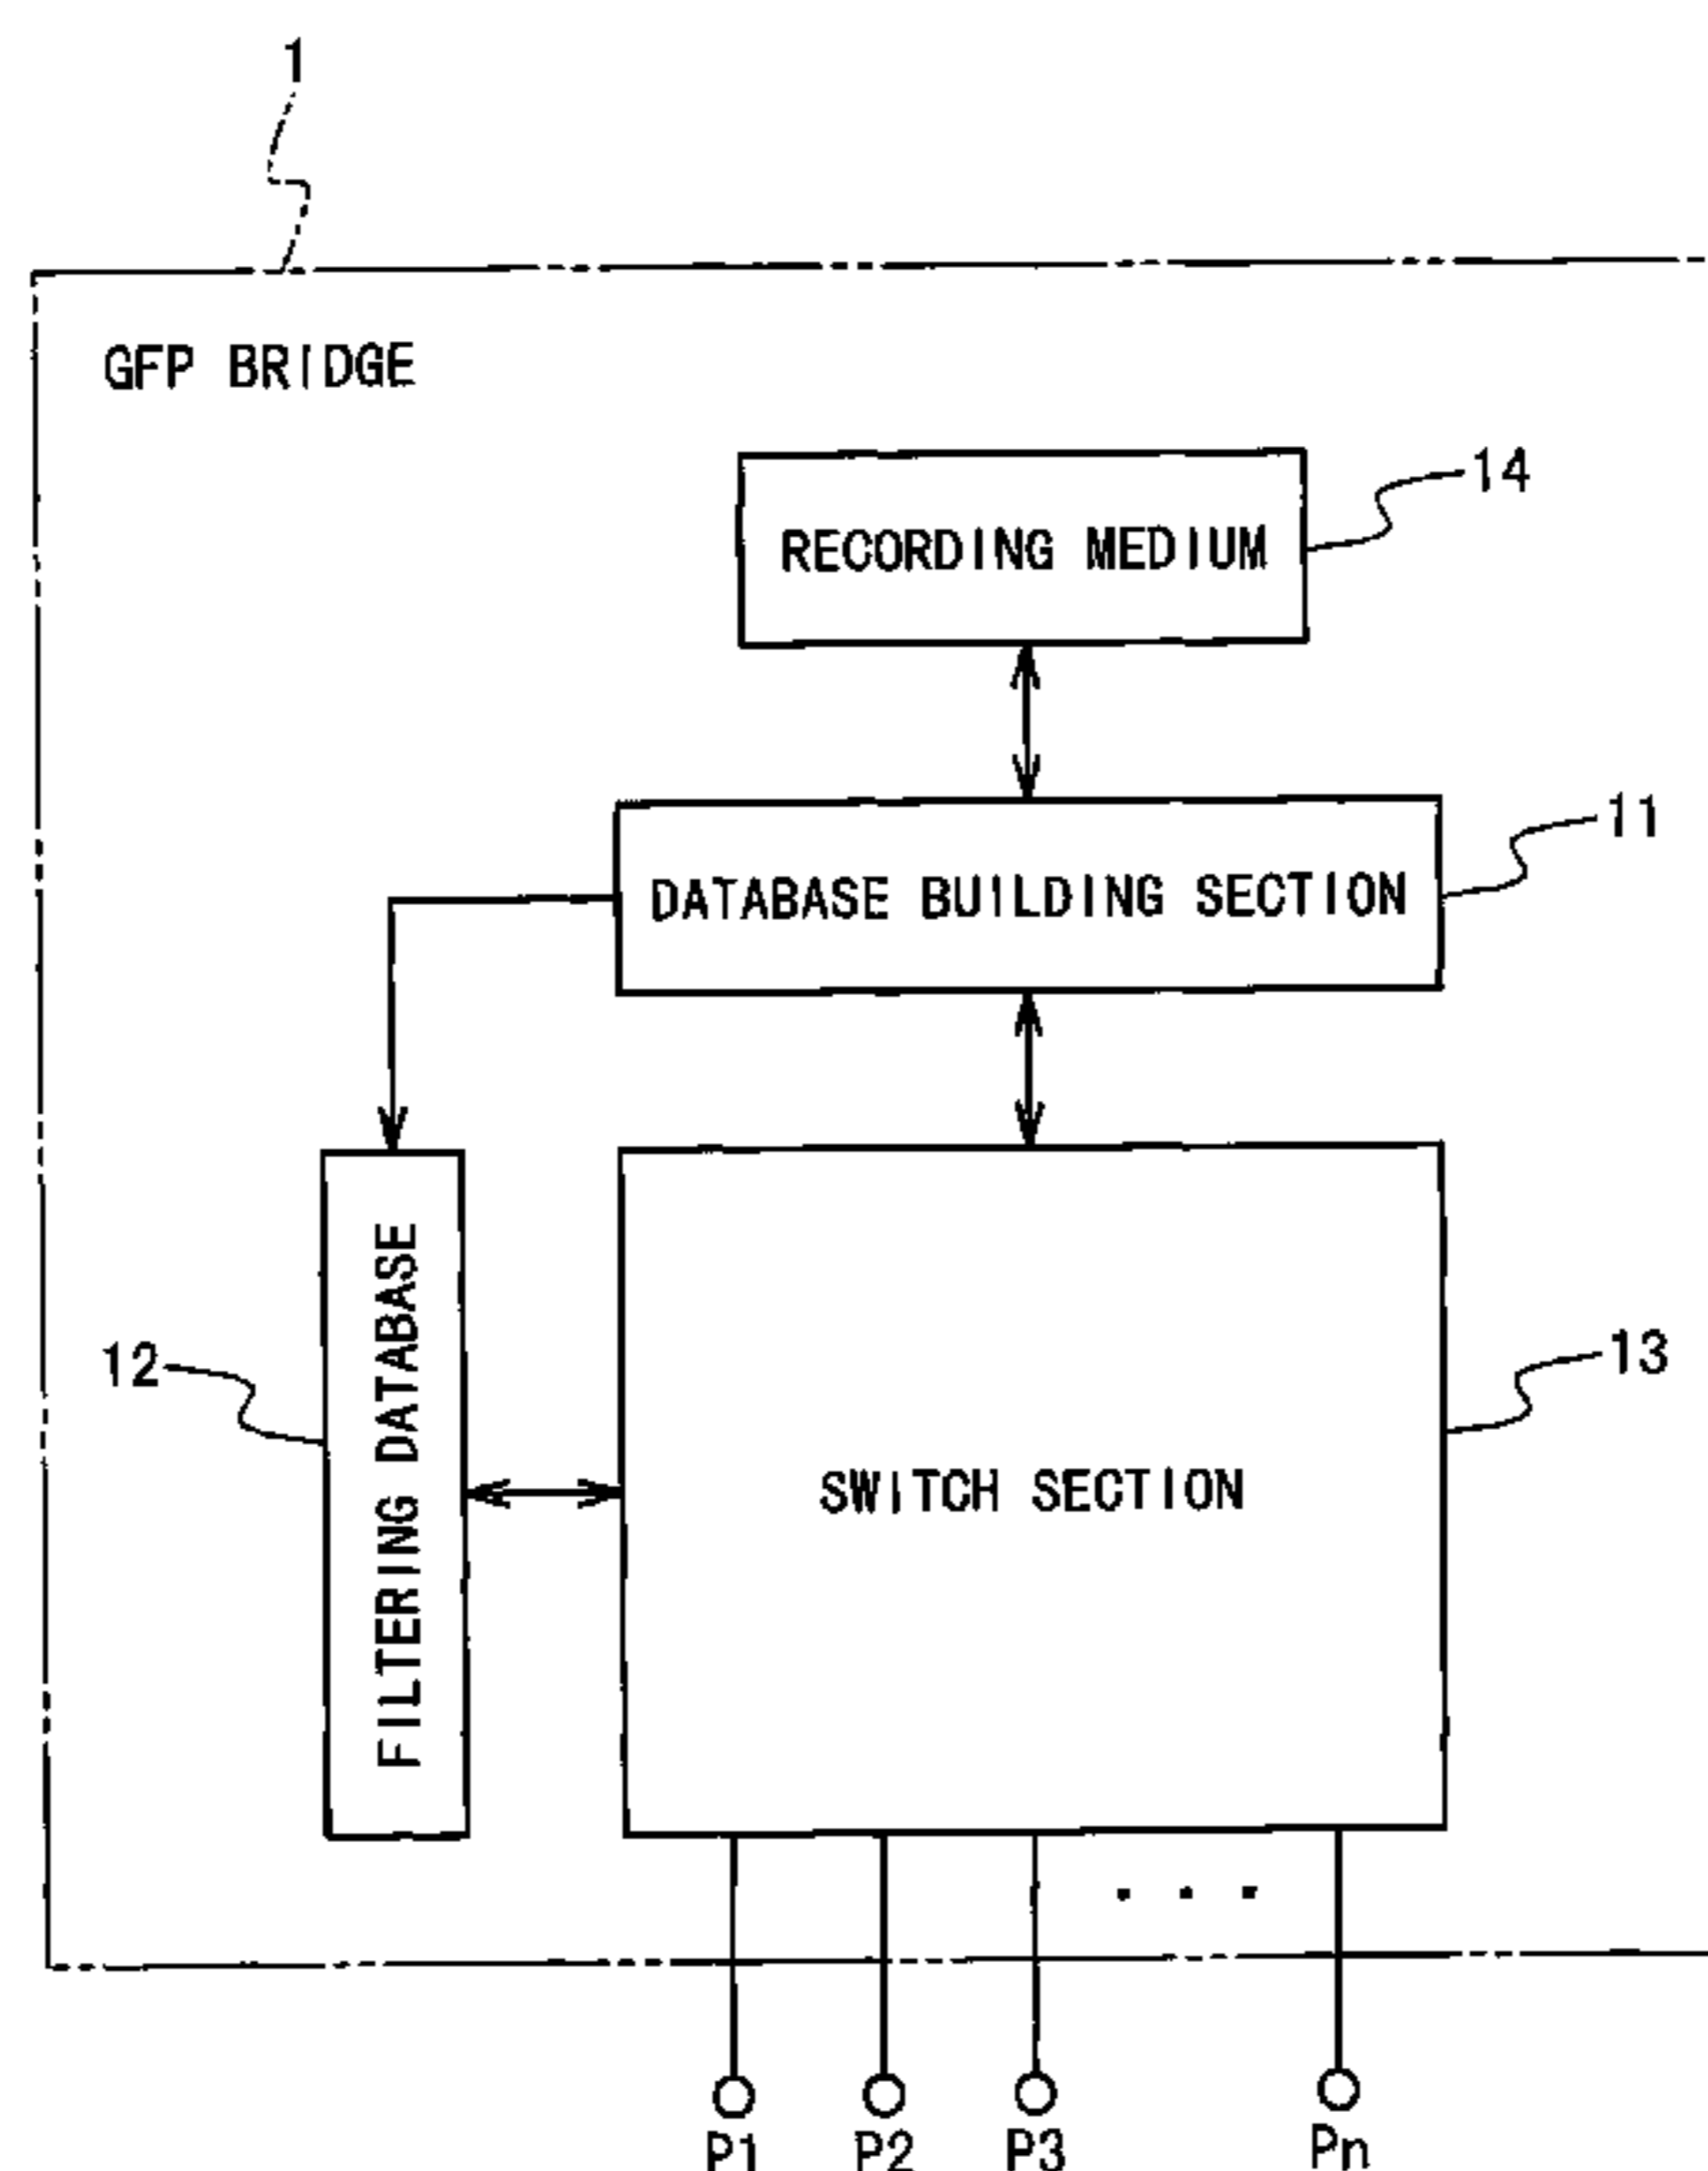 1
GFP BRIDGE
14
RECORDING MEDIUM
11
DATABASE BUILDING SECTION
12
FILTERING DATABASE
13
SWITCH SECTION
. . .
P1 P2 P3 Pn